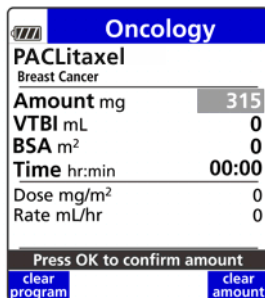 Oncology
PACLitaxel
Breast Cancer
Amount mg 315
VTBI mL 0
BSA m² 0
Time hr:min 00:00
Dose mg/m² 0
Rate mL/hr 0
Press OK to confirm amount
clear program clear amount